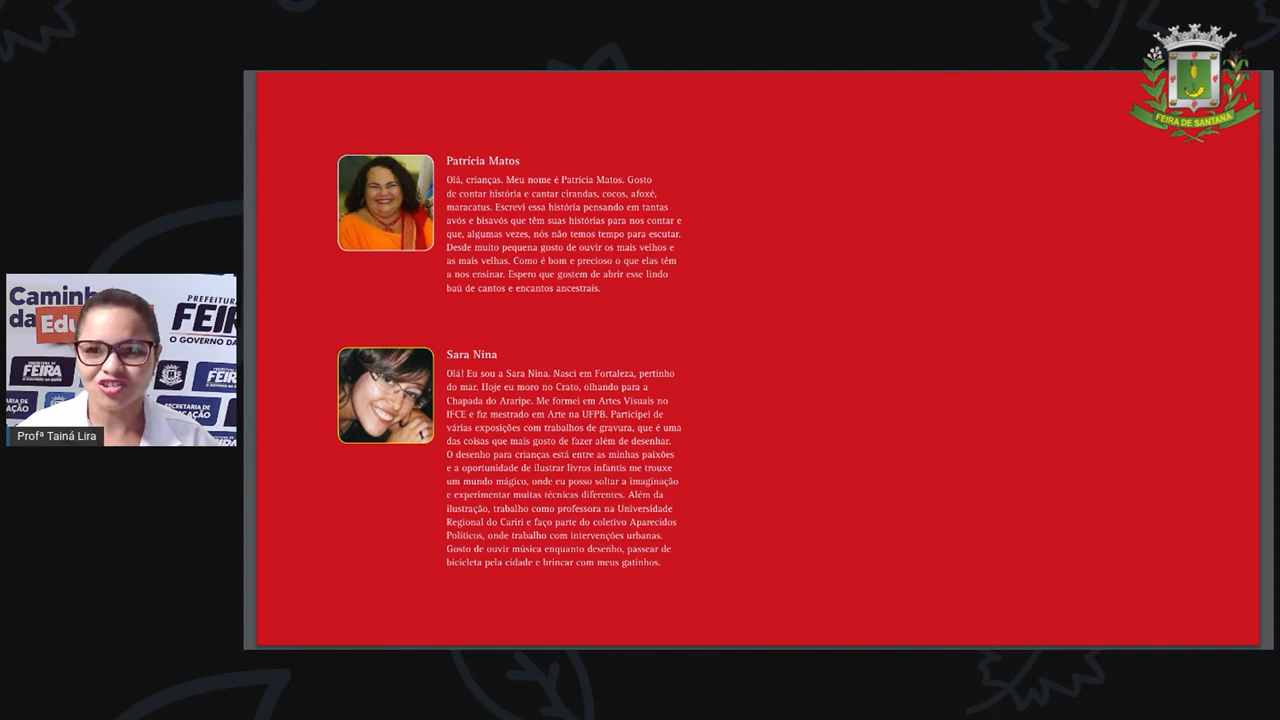 FEIRA DE SANTANA
Patrícia Matos
Olá, crianças. Meu nome é Patrícia Matos. Gosto
de contar história e cantar cirandas, cocos, afoxé,
maracatus. Escrevi essa história pensando em tantas
avós e bisavós que têm suas histórias para nos contar e
que, algumas vezes, nós não temos tempo para escutar.
Desde muito pequena gosto de ouvir os mais velhos e
as mais velhas. Como é bom e precioso o que elas têm
a nos ensinar. Espero que gostem de abrir esse lindo
baú de cantos e encantos ancestrais.
Sara Nina
Olá! Eu sou a Sara Nina. Nasci em Fortaleza, pertinho
do mar. Hoje eu moro no Crato, olhando para a
Chapada do Araripe. Me formei em Artes Visuais no
IFCE e fiz mestrado em Arte na UFPB. Participei de
várias exposições com trabalhos de gravura, que é uma
das coisas que mais gosto de fazer além de desenhar.
O desenho para crianças está entre as minhas paixões
e a oportunidade de ilustrar livros infantis me trouxe
um mundo mágico, onde eu posso soltar a imaginação
e experimentar muitas técnicas diferentes. Além da
ilustração, trabalho como professora na Universidade
Regional do Cariri e faço parte do coletivo Aparecidos
Políticos, onde trabalho com intervenções urbanas.
Gosto de ouvir música enquanto desenho, passear de
bicicleta pela cidade e brincar com meus gatinhos.
Caminh
da Edu
PREFEITUR
FEIR
O GOVERNO DA
FEIRA
FEIR
SECRETARIA DE
Profª Tainá Lira